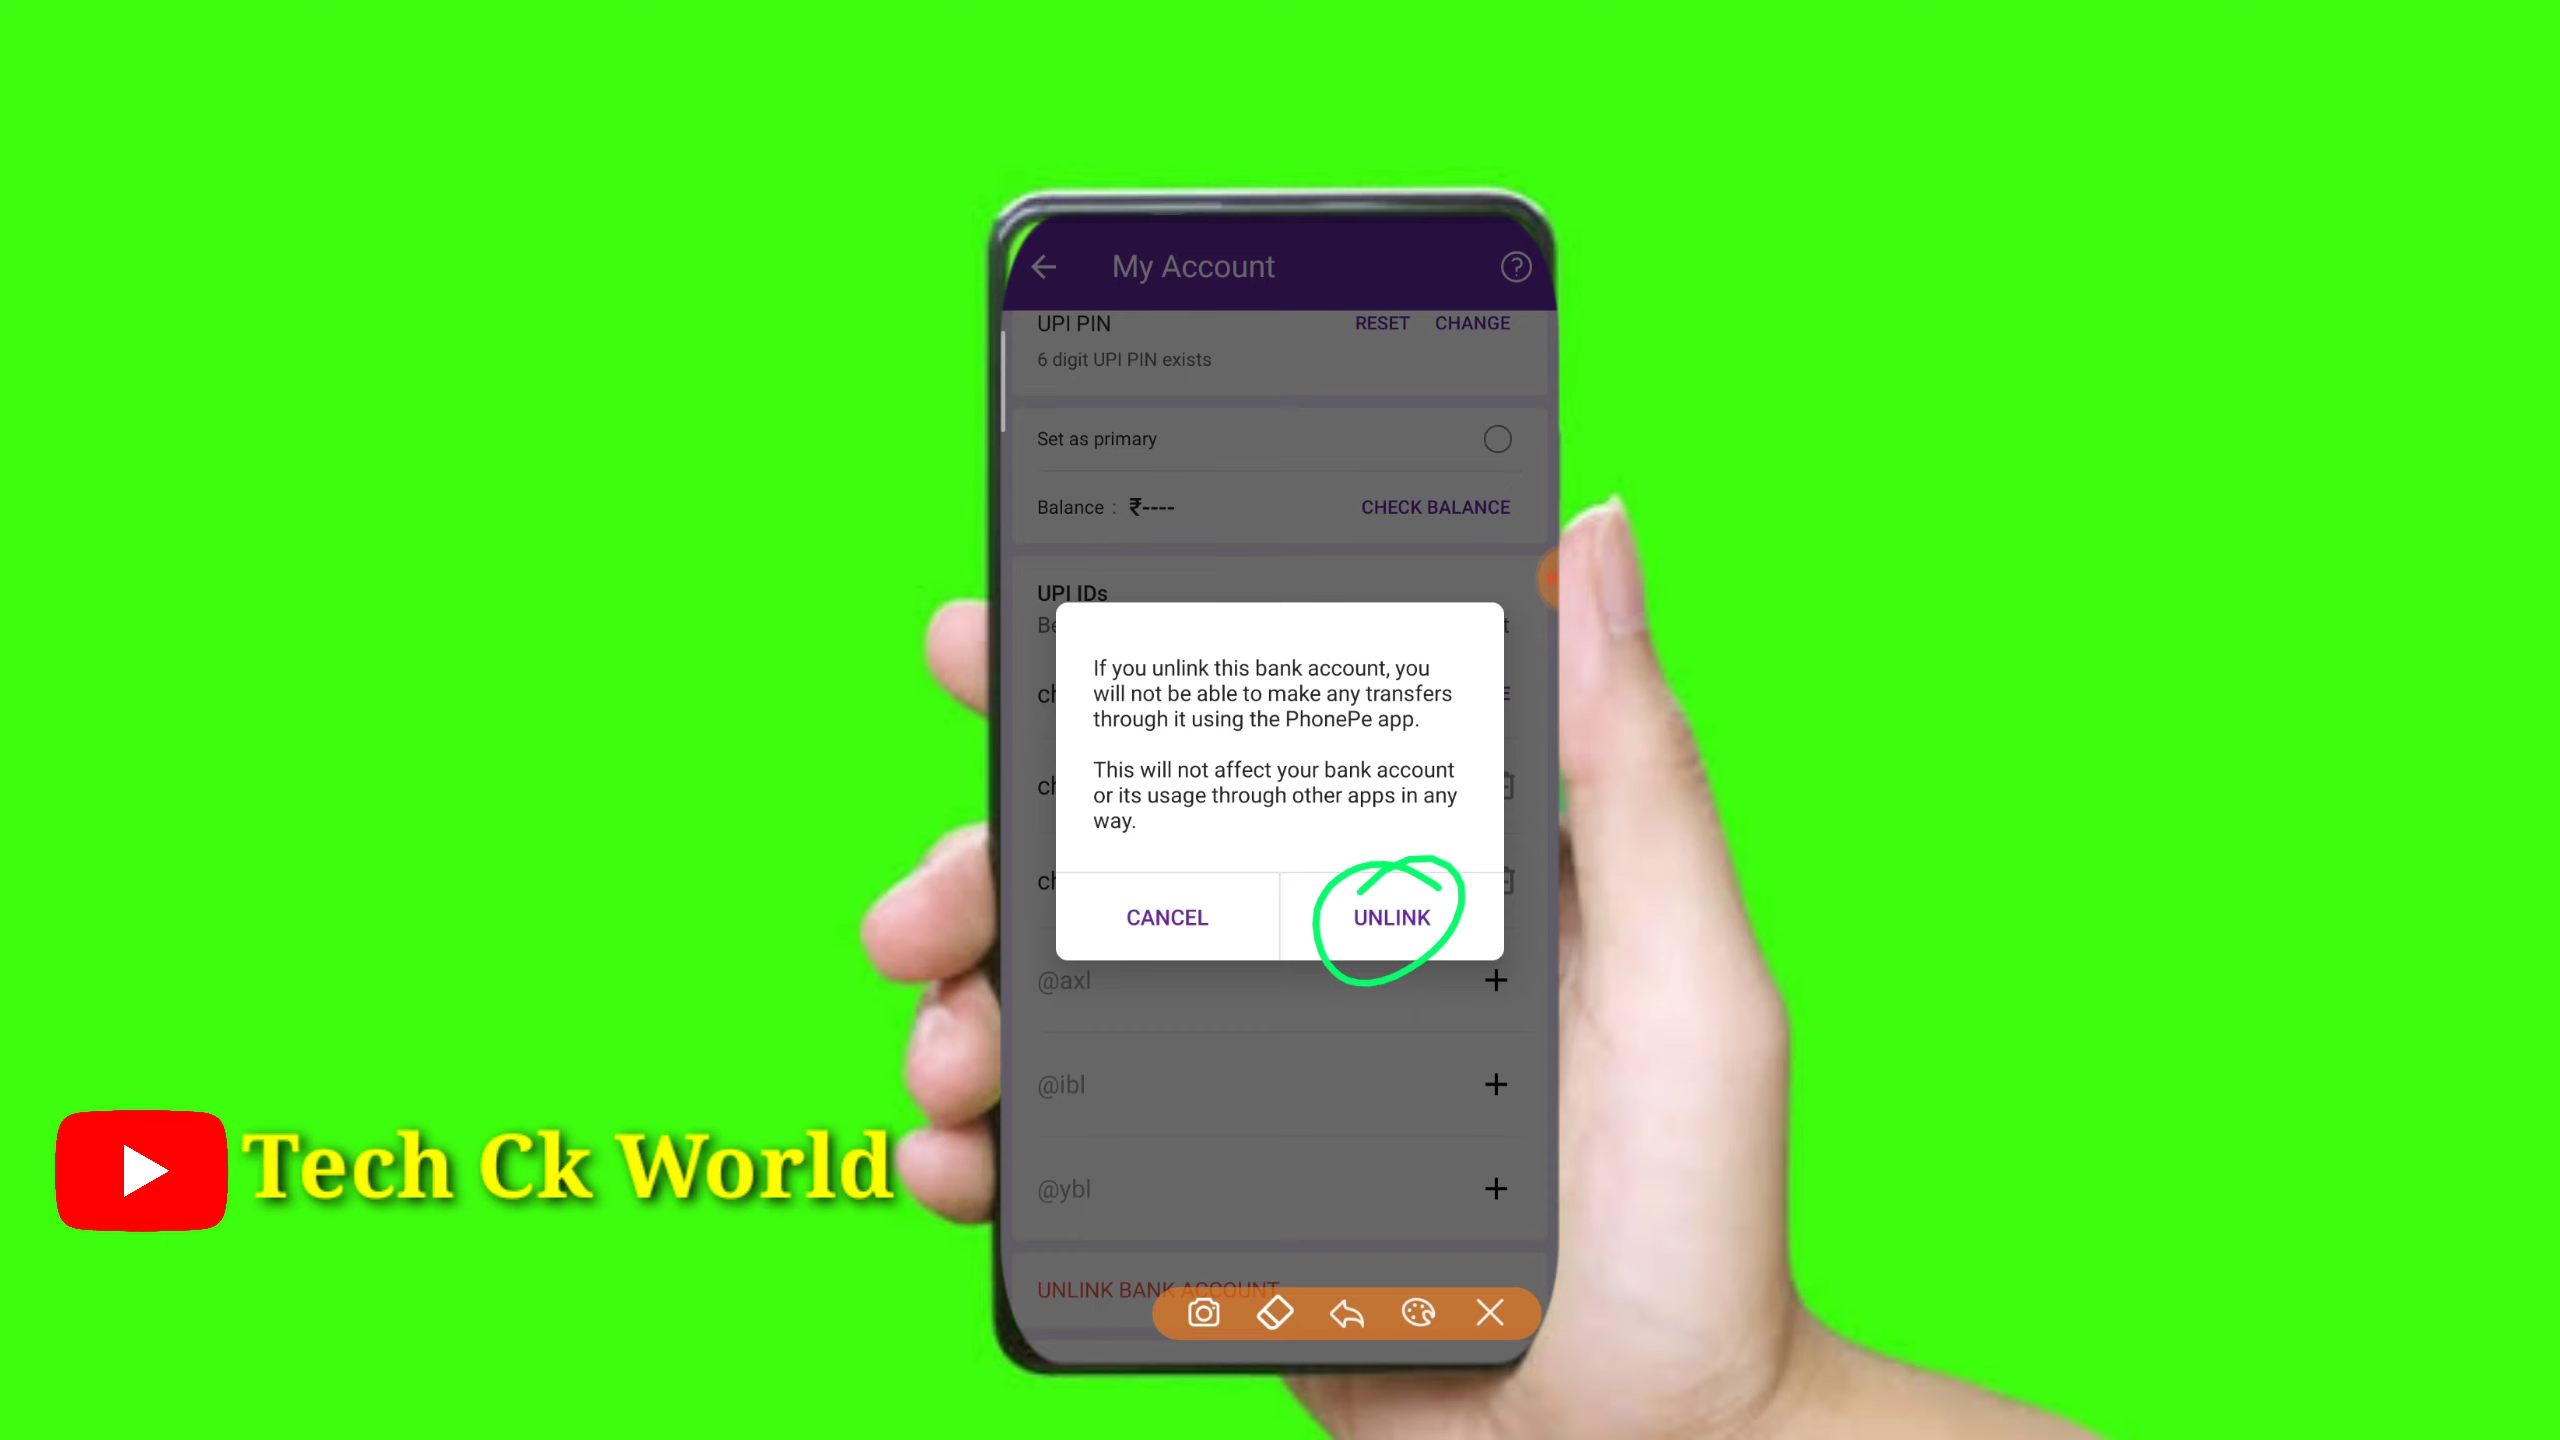 My Account
UPI PIN RESET CHANGE
6 digit UPI PIN exists
Set as primary
Balance : ₹---- CHECK BALANCE
UPI IDs
If you unlink this bank account, you
will not be able to make any transfers
through it using the PhonePe app.
This will not affect your bank account
or its usage through other apps in any
way.
CANCEL UNLINK
@axl
@ibl
@ybl
UNLINK BANK ACCOUNT
Tech Ck World